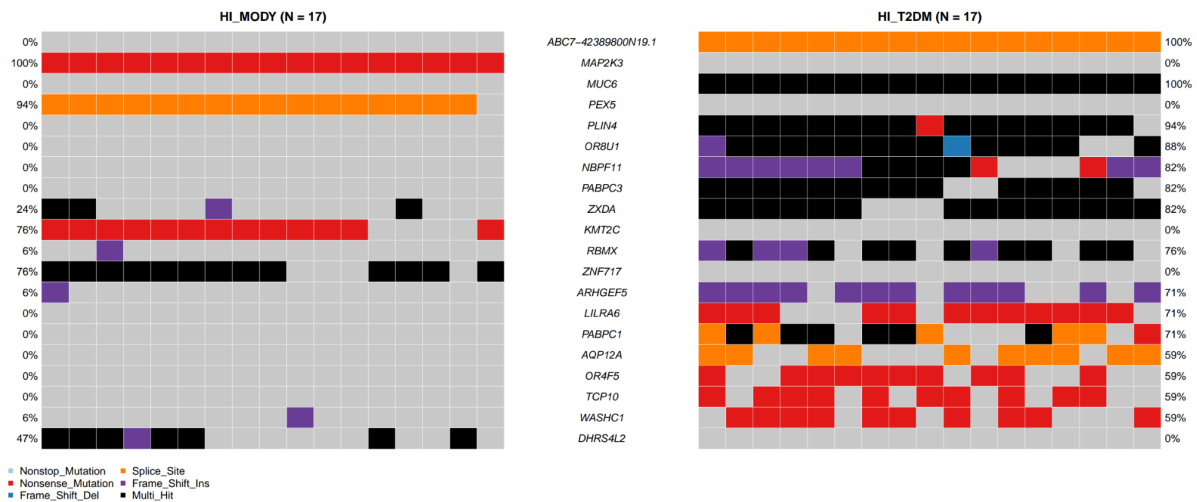 HI_MODY (N = 17) HI_T2DM (N = 17)
0% ABC7−42389800N19.1 100%
100% MAP2K3 0%
0% MUC6 100%
94% PEX5 0%
0% PLIN4 94%
0% OR8U1 88%
0% NBPF11 82%
0% PABPC3 82%
24% ZXDA 82%
76% KMT2C 0%
6% RBMX 76%
76% ZNF717 0%
6% ARHGEF5 71%
0% LILRA6 71%
0% PABPC1 71%
0% AQP12A 59%
0% OR4F5 59%
0% TCP10 59%
6% WASHC1 59%
47% DHRS4L2 0%
Nonstop_Mutation Splice_Site
Nonsense_Mutation Frame_Shift_Ins
Frame_Shift_Del Multi_Hit